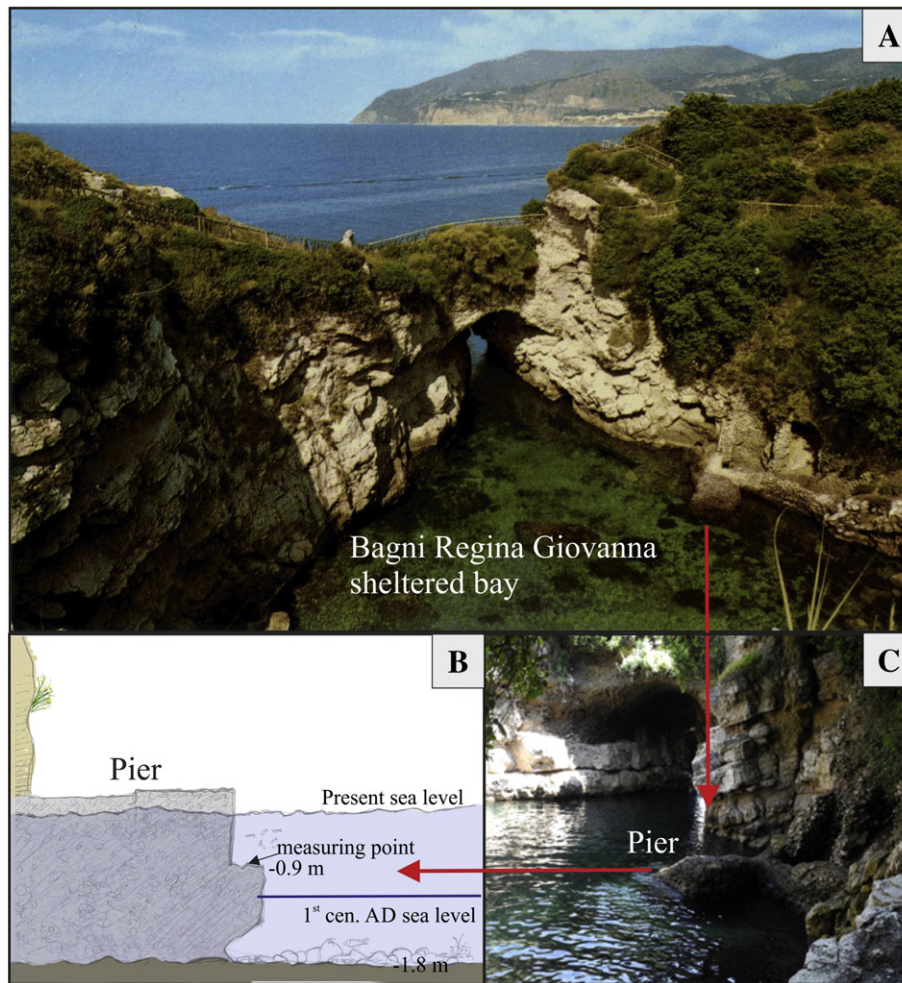 A
Bagni Regina Giovanna
sheltered bay
B
Pier
Present sea level
measuring point
-0.9 m
1st cen. AD sea level
-1.8 m
C
Pier